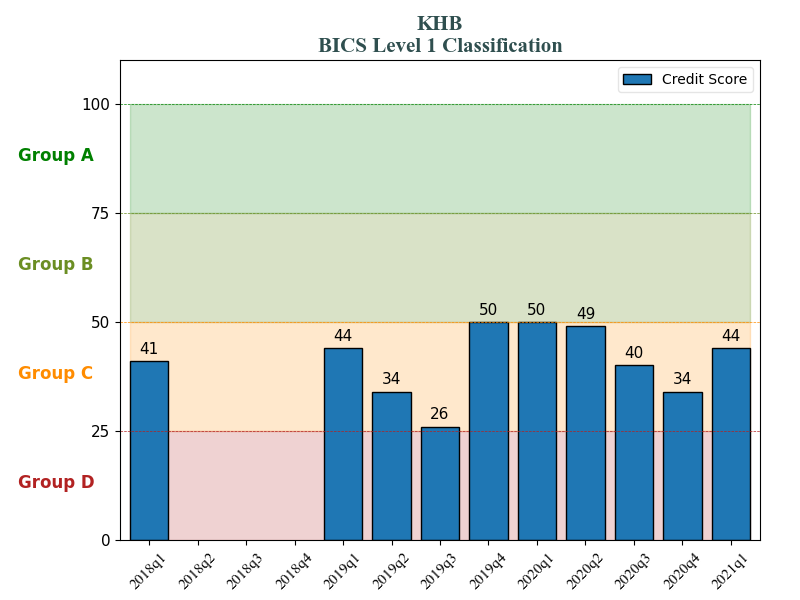 KHB
BICS Level 1 Classification
Credit Score
100
Group A
75
Group B
50
Group C
25
Group D
0
41
44
34
26
50
50
49
40
34
44
2018q1
2018q2
2018q3
2018q4
2019q1
2019q2
2019q3
2019q4
2020q1
2020q2
2020q3
2020q4
2021q1